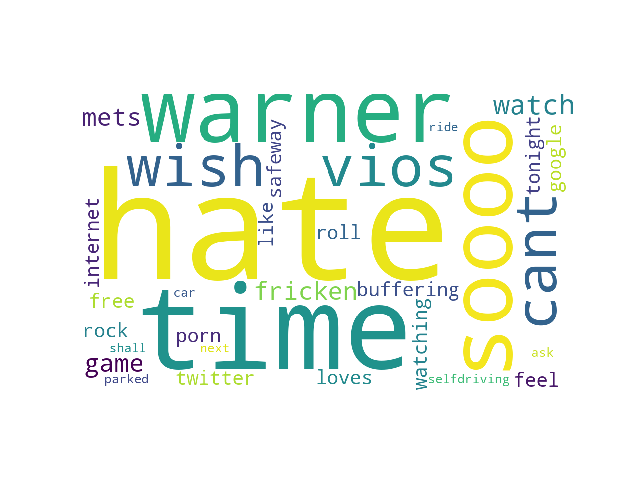 warner
watch
mets
ride
soooo
wish
safeway
vios
tonight
google
hate
cant
internet
like
roll
car
fricken
buffering
free
time
watching
rock
porn
shall
next
ask
game
parked
twitter
loves
selfdriving
feel